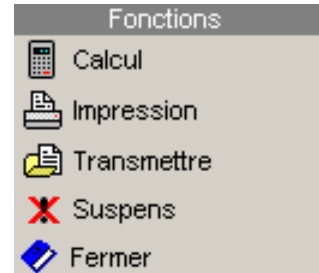 Fonctions
Calcul
Impression
Transmettre
Suspens
Fermer